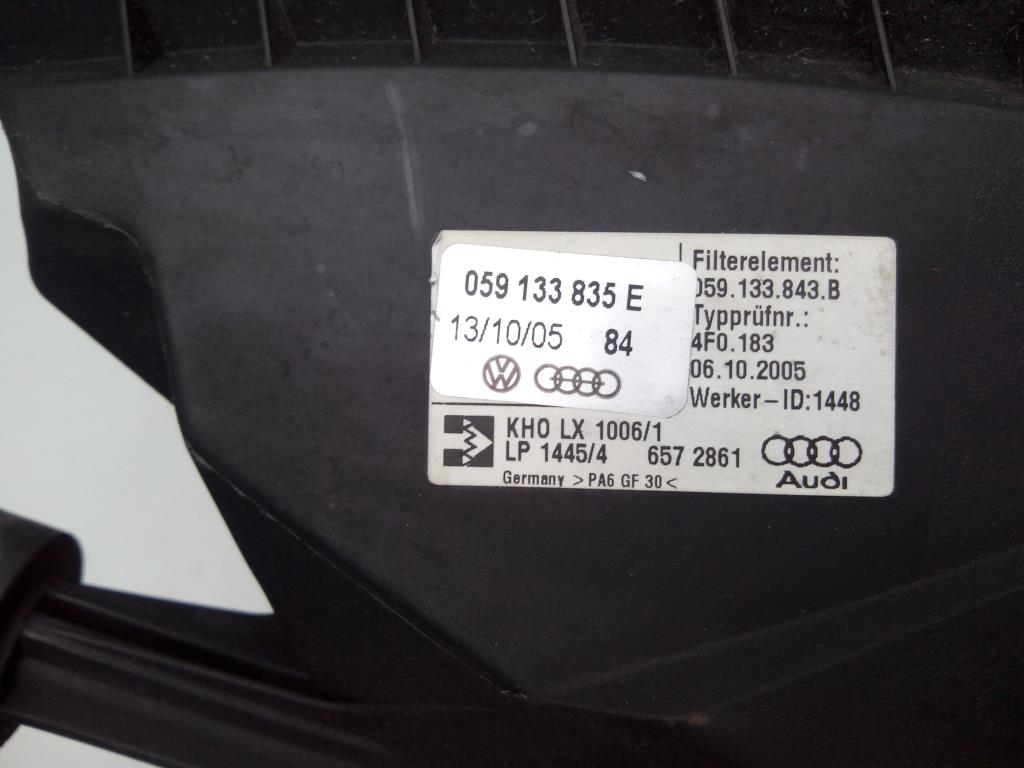 059 133 835 E
13/10/05 84
Filterelement:
059.133.843.B
Typprüfnr.:
4F0.183
06.10.2005
Werker-ID:1448
KHO LX 1006/1
LP 1445/4 657 2861
Germany >PA6 GF 30<
Audi